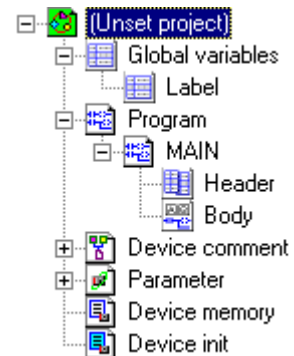 (Unset project)
Global variables
Label
Program
MAIN
Header
Body
Device comment
Parameter
Device memory
Device init